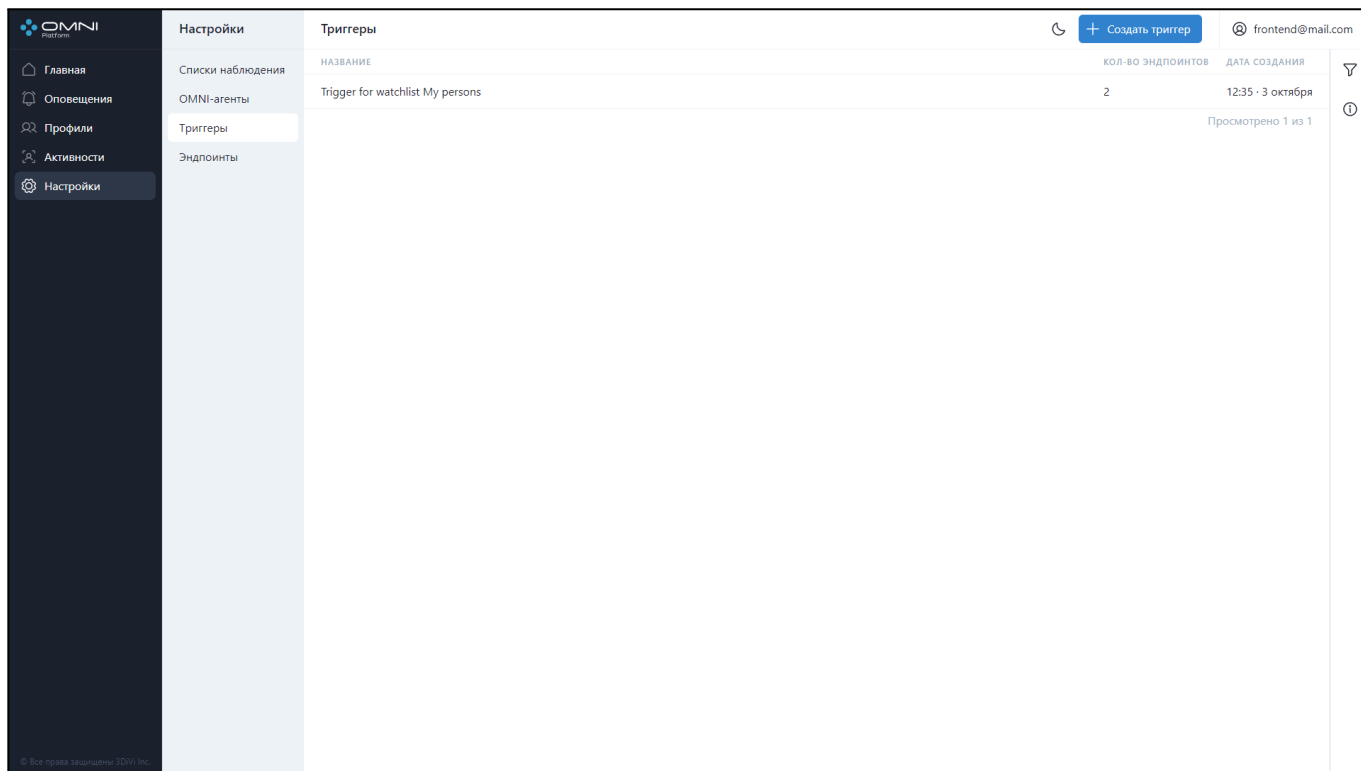 OMNI
Platform
Главная
Оповещения
Профили
Активности
Настройки
© Все права защищены 3DiVi Inc.
Настройки
Списки наблюдения
OMNI-агенты
Триггеры
Эндпоинты
Триггеры
Создать триггер
frontend@mail.com
НАЗВАНИЕ КОЛ-ВО ЭНДПОИНТОВ ДАТА СОЗДАНИЯ
Trigger for watchlist My persons 2 12:35 · 3 октября
Просмотрено 1 из 1